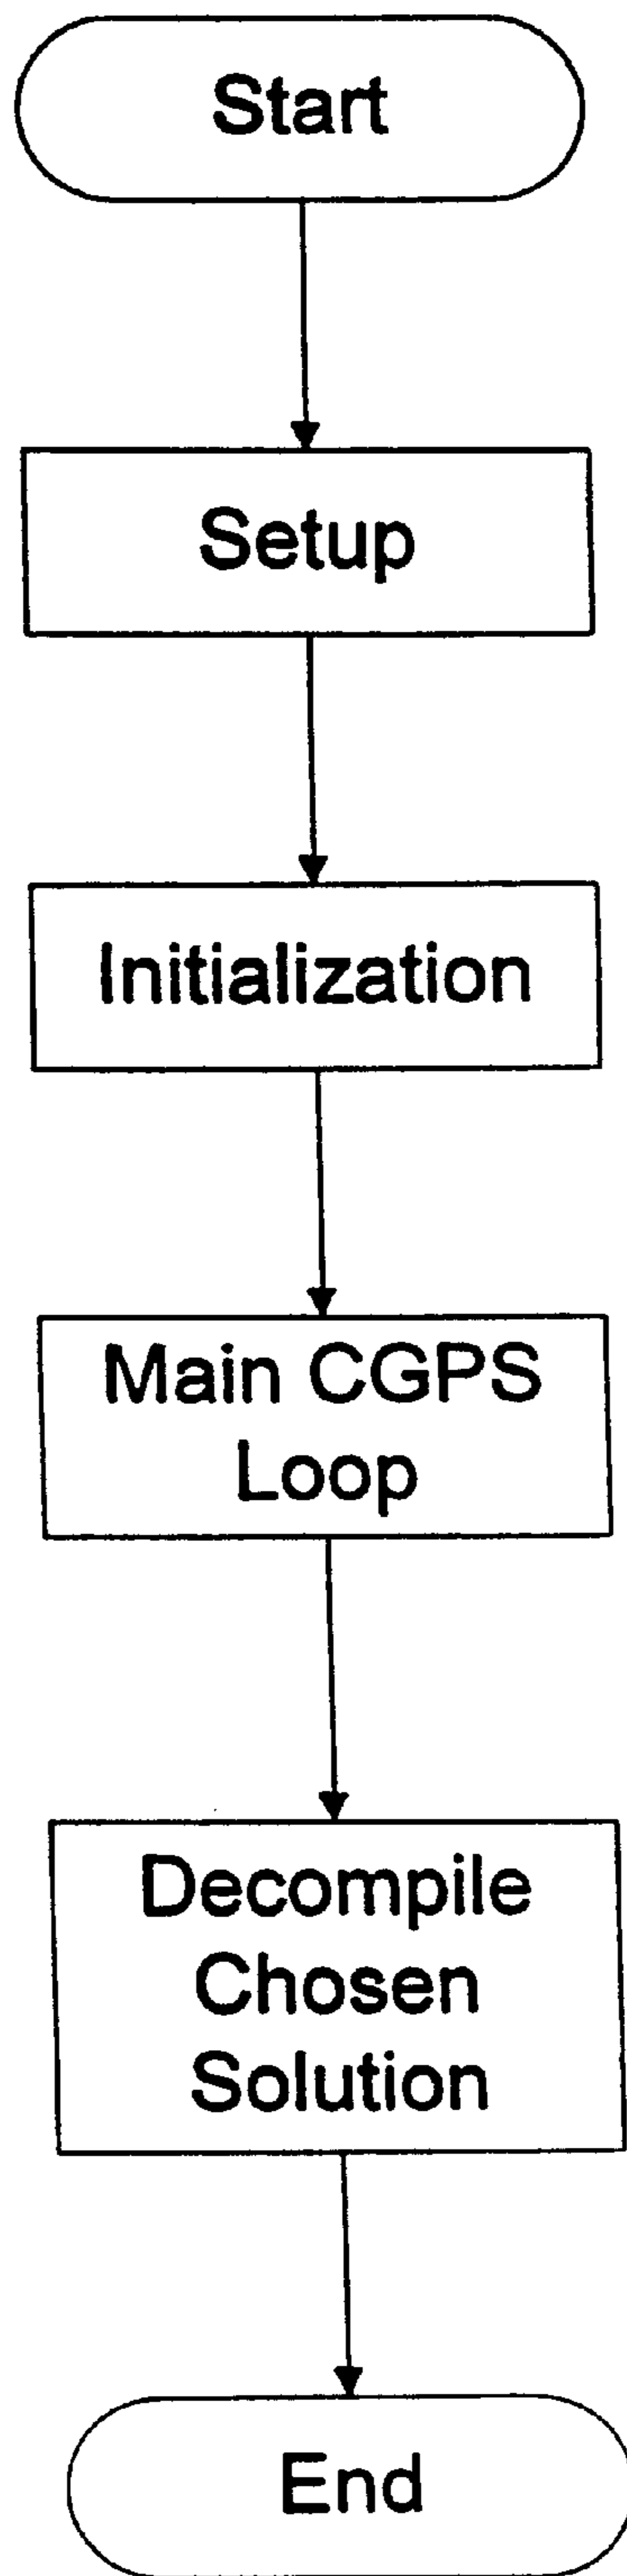 Start
Setup
Initialization
Main CGPS
Loop
Decompile
Chosen
Solution
End